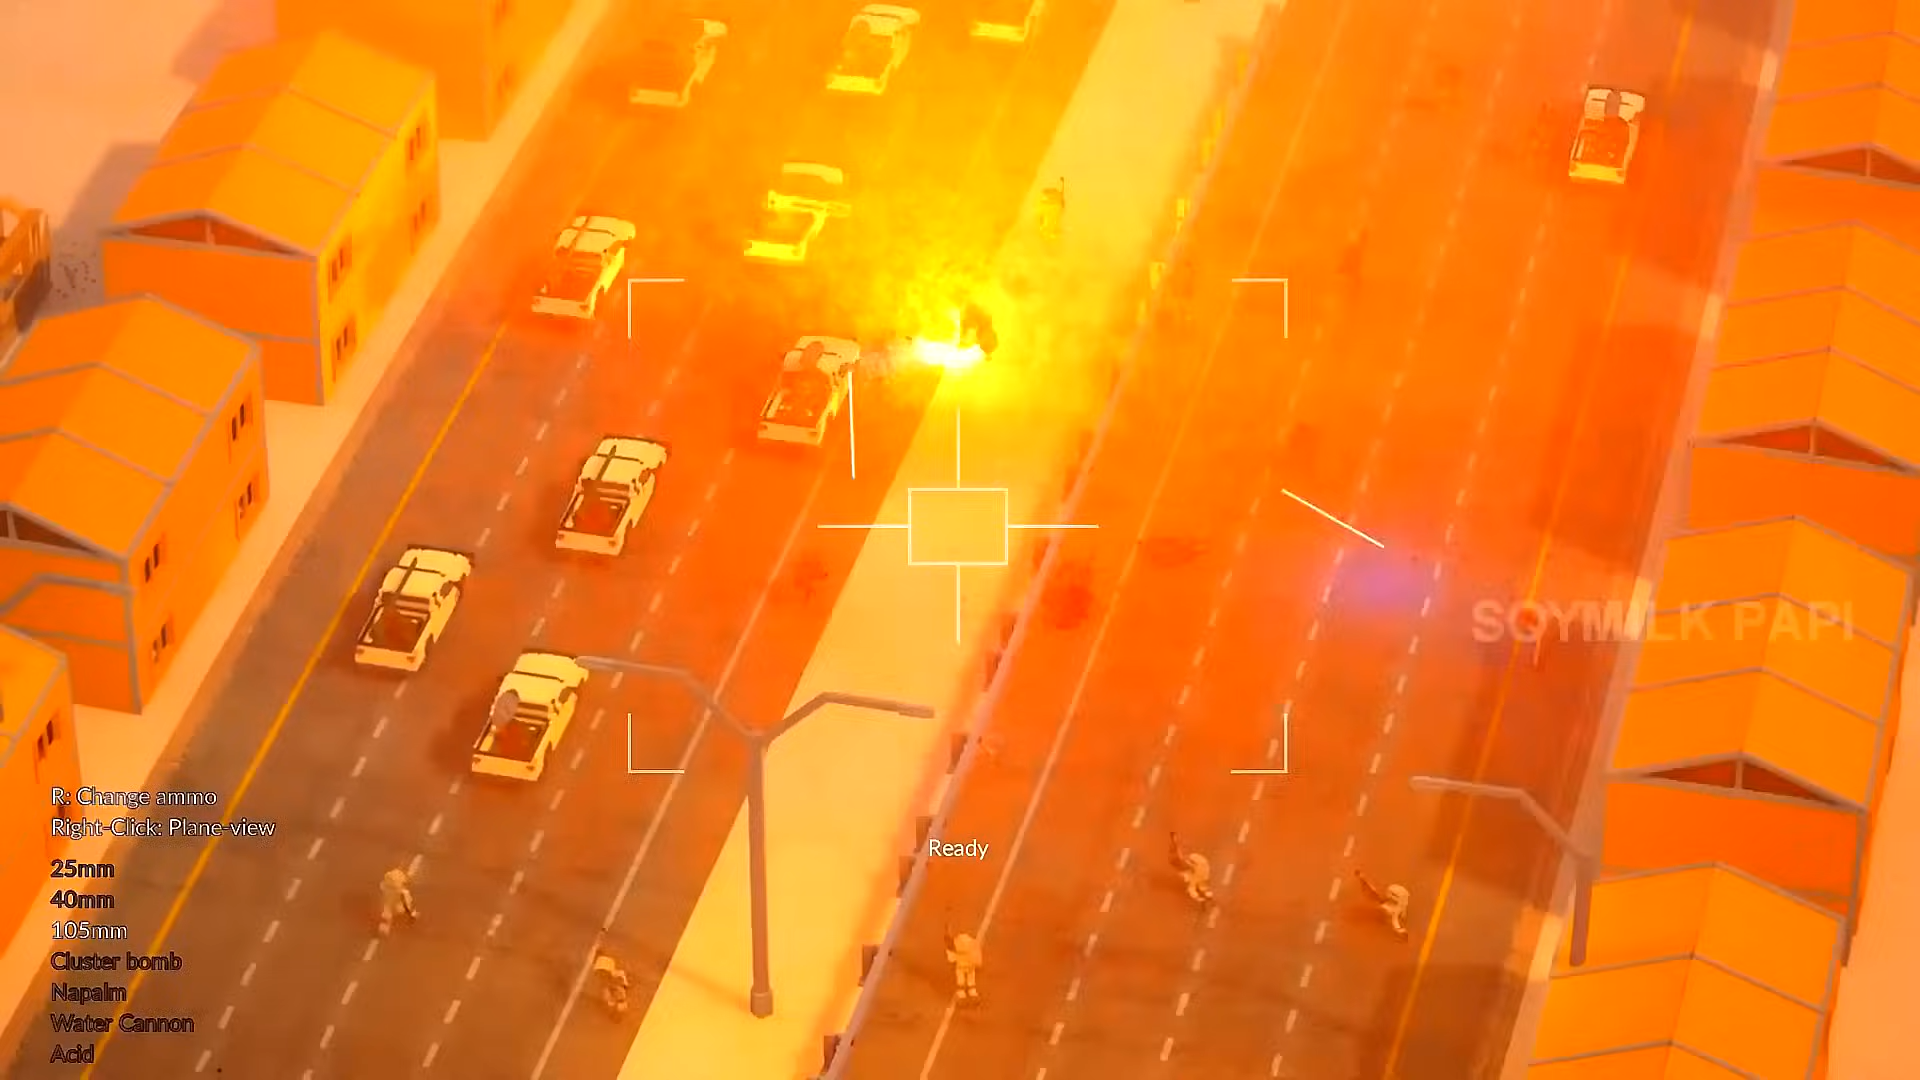 SOYMILK PAPI
R: Change ammo
Right-Click: Plane-view
Ready
25mm
40mm
105mm
Cluster bomb
Napalm
Water Cannon
Acid